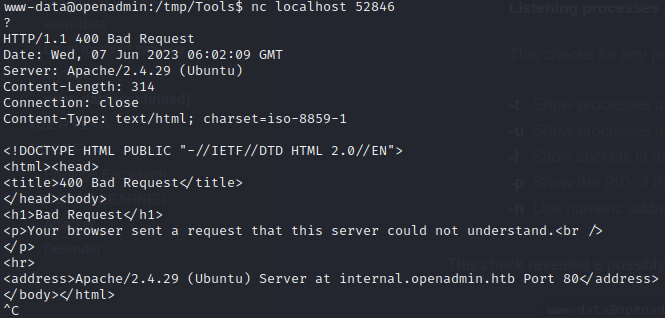 www-data@openadmin:/tmp/Tools$ nc localhost 52846
?
HTTP/1.1 400 Bad Request
Date: Wed, 07 Jun 2023 06:02:09 GMT
Server: Apache/2.4.29 (Ubuntu)
Content-Length: 314
Connection: close
Content-Type: text/html; charset=iso-8859-1
<!DOCTYPE HTML PUBLIC "-//IETF//DTD HTML 2.0//EN">
<html><head>
<title>400 Bad Request</title>
</head><body>
<h1>Bad Request</h1>
<p>Your browser sent a request that this server could not understand.<br />
</p>
<hr>
<address>Apache/2.4.29 (Ubuntu) Server at internal.openadmin.htb Port 80</address>
</body></html>
^C
Listening processes
This checks for any
-t Show processes
-u Show processes
-l Show sockets in
-p Show the PID of
-n Use numeric
This check revealed a